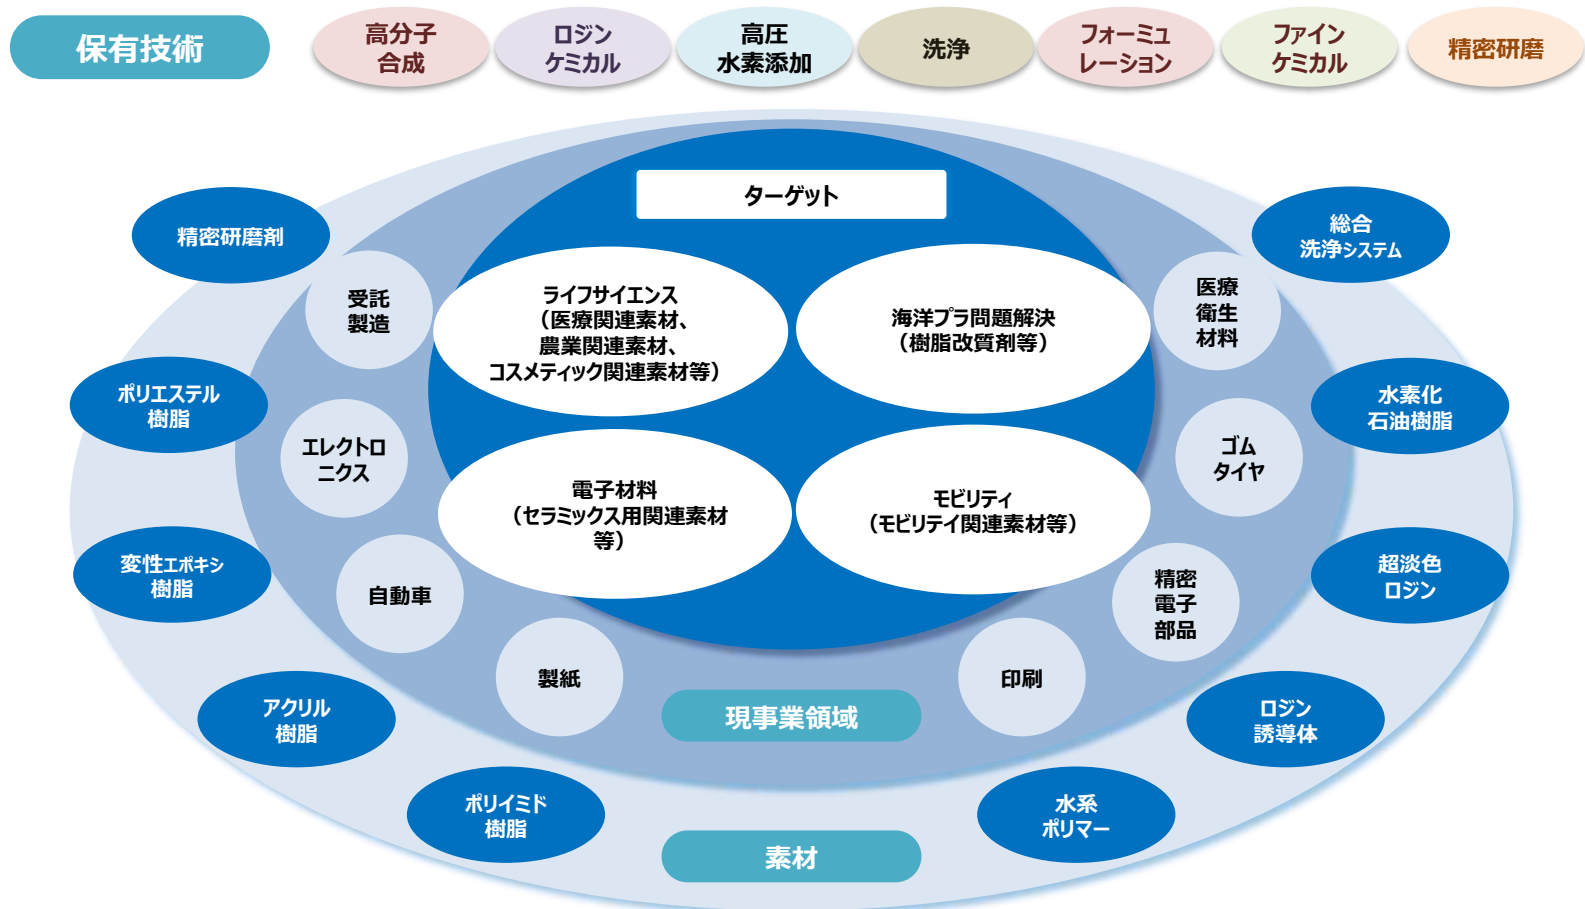 保有技術
高分子
合成
ロジン
ケミカル
高圧
水素添加
洗浄
フォーミュ
レーション
ファイン
ケミカル
精密研磨
ターゲット
ライフサイエンス
（医療関連素材、
農業関連素材、
コスメティック関連素材等）
海洋プラ問題解決
（樹脂改質剤等）
電子材料
（セラミックス用関連素材
等）
モビリティ
（モビリテイ関連素材等）
受託
製造
エレクトロ
ニクス
自動車
製紙
医療
衛生
材料
ゴム
タイヤ
精密
電子
部品
印刷
現事業領域
精密研磨剤
ポリエステル
樹脂
変性エポキシ
樹脂
アクリル
樹脂
ポリイミド
樹脂
総合
洗浄システム
水素化
石油樹脂
超淡色
ロジン
ロジン
誘導体
水系
ポリマー
素材